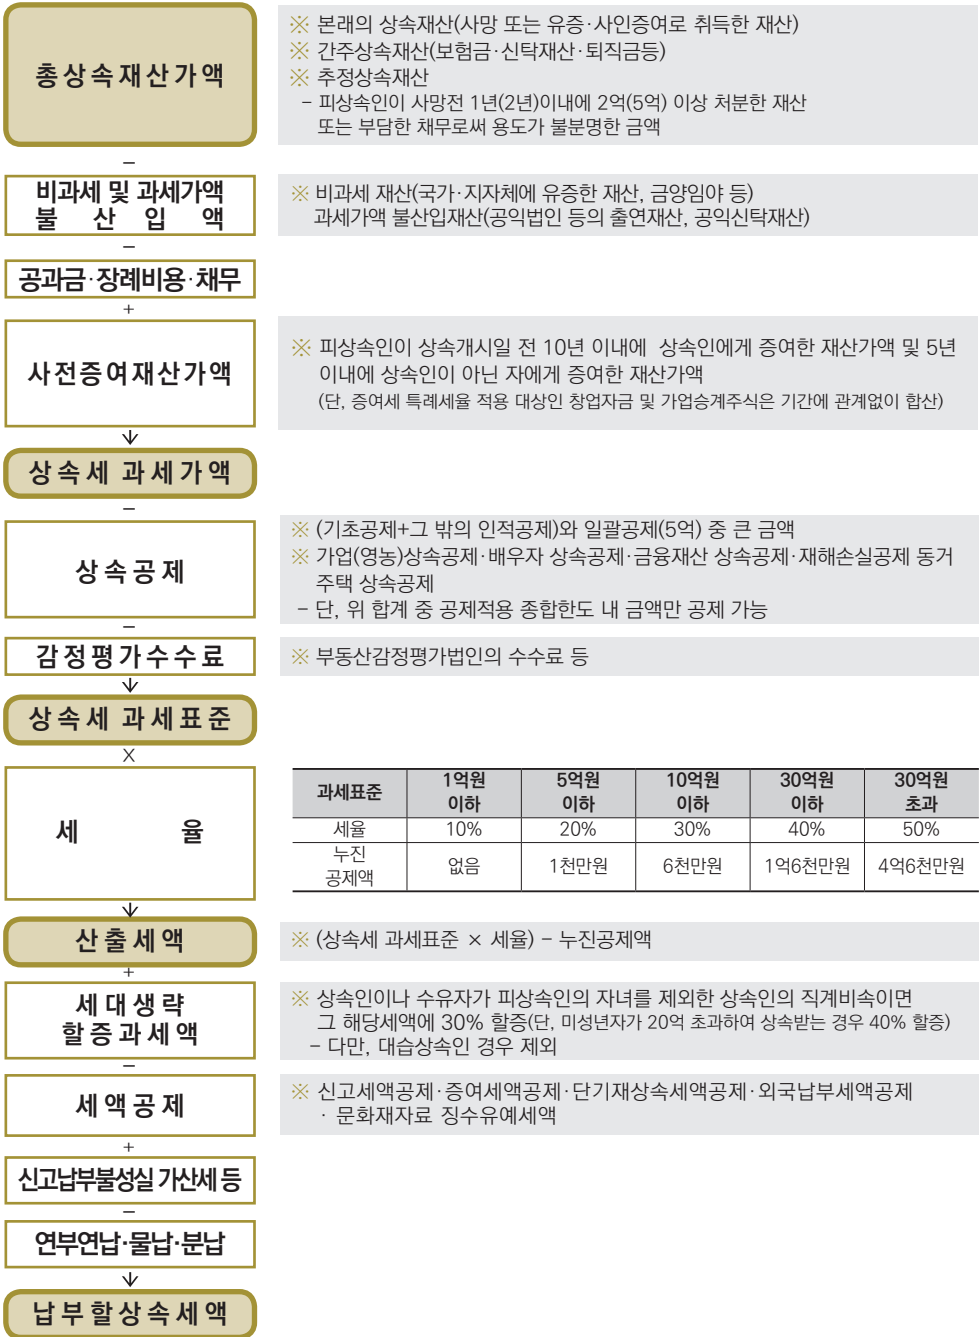 총상속재산가액
※ 본래의 상속재산(사망 또는 유증·사인증여로 취득한 재산)
※ 간주상속재산(보험금·신탁재산·퇴직금등)
※ 추정상속재산
- 피상속인이 사망전 1년(2년)이내에 2억(5억) 이상 처분한 재산
또는 부담한 채무로써 용도가 불분명한 금액
-
비과세 및 과세가액
불 산 입 액
※ 비과세 재산(국가·지자체에 유증한 재산, 금양임야 등)
과세가액 불산입재산(공익법인 등의 출연재산, 공익신탁재산)
-
공과금·장례비용·채무
+
사전증여재산가액
※ 피상속인이 상속개시일 전 10년 이내에 상속인에게 증여한 재산가액 및 5년
이내에 상속인이 아닌 자에게 증여한 재산가액
(단, 증여세 특례세율 적용 대상인 창업자금 및 가업승계주식은 기간에 관계없이 합산)
↓
상속세 과세가액
-
상속공제
※ (기초공제+그 밖의 인적공제)와 일괄공제(5억) 중 큰 금액
※ 가업(영농)상속공제·배우자 상속공제·금융재산 상속공제·재해손실공제 동거
주택 상속공제
- 단, 위 합계 중 공제적용 종합한도 내 금액만 공제 가능
-
감정평가수수료
※ 부동산감정평가법인의 수수료 등
↓
상속세 과세표준
X
세 율
과세표준 1억원 이하 5억원 이하 10억원 이하 30억원 이하 30억원 초과
세율 10% 20% 30% 40% 50%
누진 공제액 없음 1천만원 6천만원 1억6천만원 4억6천만원
↓
산출세액
※ (상속세 과세표준 × 세율) - 누진공제액
+
세대생략
할증과세액
※ 상속인이나 수유자가 피상속인의 자녀를 제외한 상속인의 직계비속이면
그 해당세액에 30% 할증(단, 미성년자가 20억 초과하여 상속받는 경우 40% 할증)
- 다만, 대습상속인 경우 제외
-
세액공제
※ 신고세액공제·증여세액공제·단기재상속세액공제·외국납부세액공제
· 문화재자료 징수유예세액
+
신고납부불성실 가산세 등
-
연부연납·물납·분납
↓
납부할상속세액